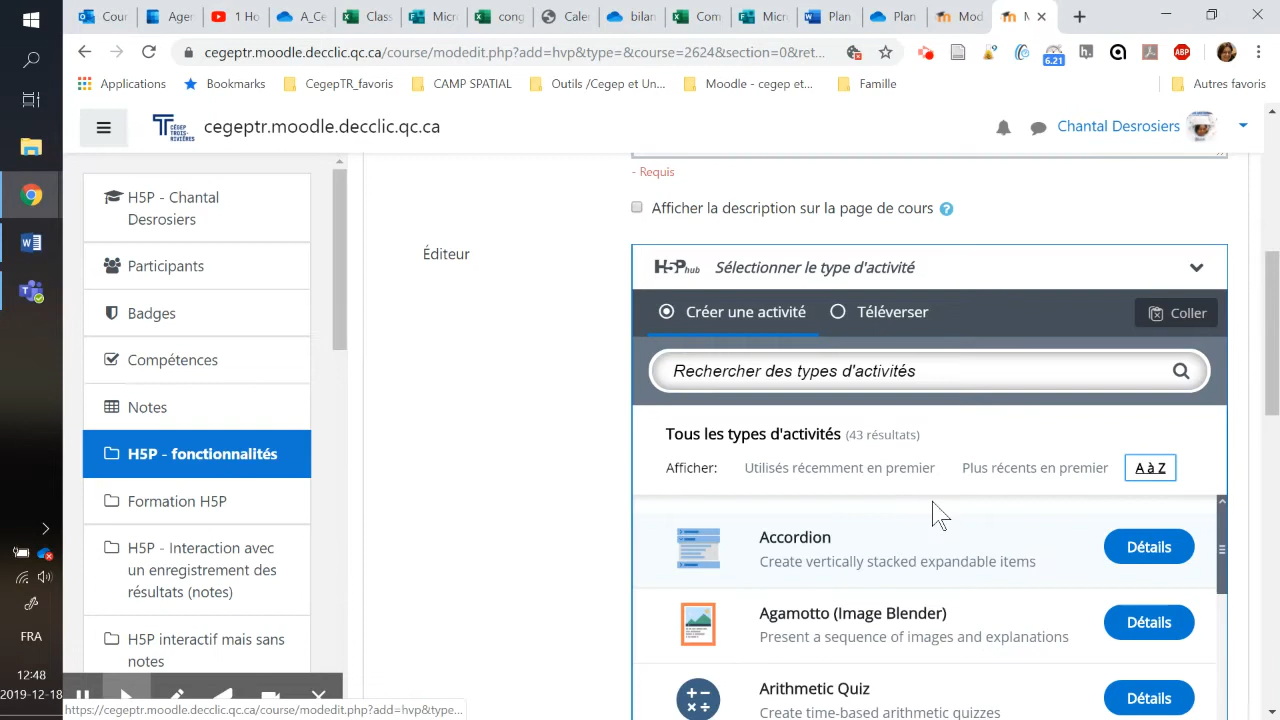 Cour
Ager
1 Ho
A_Ce
Class
Micr
cong
Cale
bilan
Com
Micr
Plan
Plan
Mod
M
cegeptr.moodle.decclic.qc.ca/course/modedit.php?add=hvp&type=&course=2624&section=0&ret...
6.21
h.
ABP
Applications
Bookmarks
CegepTR_favoris
CAMP SPATIAL
Outils /Cegep et Un...
Moodle - cegep et...
Famille
Autres favoris
CÉGEP
TROIS-RIVIÈRES
cegeptr.moodle.decclic.qc.ca
Chantal Desrosiers
H5P - Chantal
Desrosiers
Participants
Badges
Compétences
Notes
H5P - fonctionnalités
Formation H5P
H5P - Interaction avec
un enregistrement des
résultats (notes)
H5P interactif mais sans
notes
- Requis
Afficher la description sur la page de cours
Éditeur
H5P hub Sélectionner le type d'activité
Créer une activité
Téléverser
Coller
Rechercher des types d'activités
Tous les types d'activités (43 résultats)
Afficher: Utilisés récemment en premier Plus récents en premier A à Z
Accordion
Create vertically stacked expandable items
Détails
Agamotto (Image Blender)
Present a sequence of images and explanations
Détails
Arithmetic Quiz
Create time-based arithmetic quizzes
Détails
FRA
12:48
2019-12-18
https://cegeptr.moodle.decclic.qc.ca/course/modedit.php?add=hvp&type...